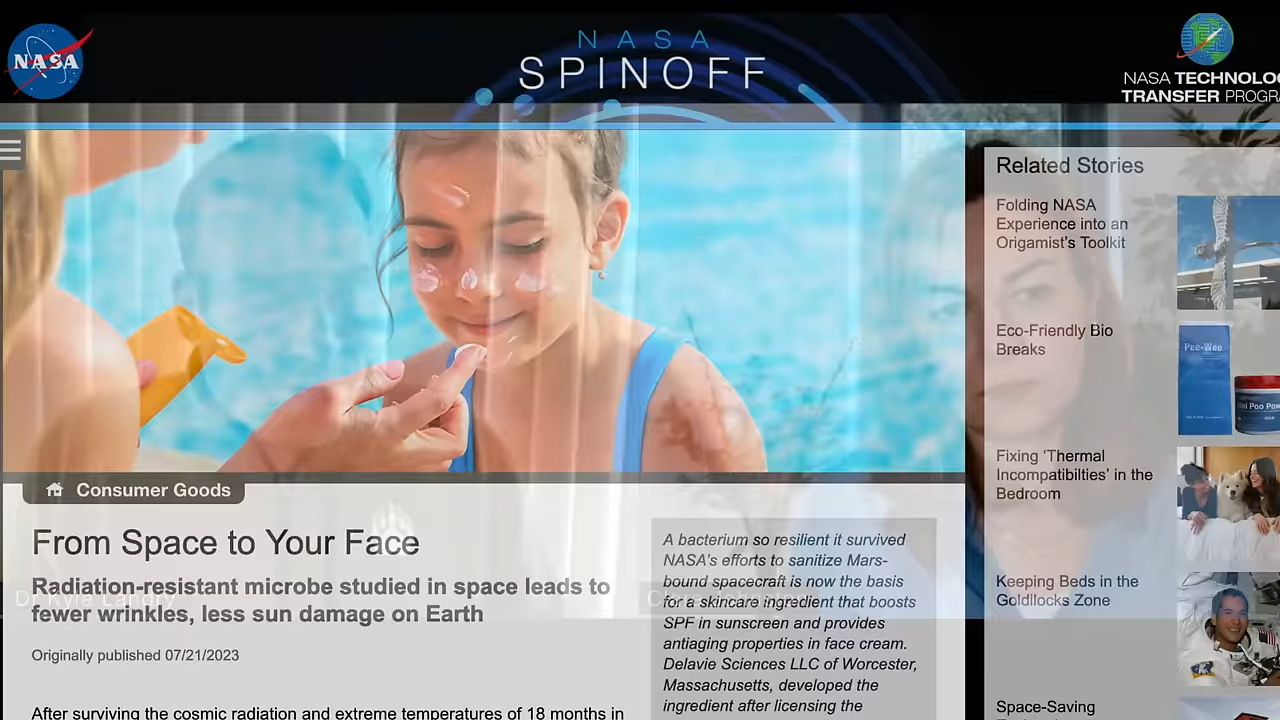 NASA
NASA
SPINOFF
NASA TECHNOLO
TRANSFER PROGRA
Related Stories
Folding NASA
Experience into an
Origamist's Toolkit
Eco-Friendly Bio
Breaks
Pee-Wee
Fixing ‘Thermal
Incompatibilties’ in the
Bedroom
Keeping Beds in the
Goldilocks Zone
Space-Saving
Consumer Goods
From Space to Your Face
Radiation-resistant microbe studied in space leads to
fewer wrinkles, less sun damage on Earth
Dr Kyle Landry
Originally published 07/21/2023
After surviving the cosmic radiation and extreme temperatures of 18 months in
A bacterium so resilient it survived
NASA’s efforts to sanitize Mars-
bound spacecraft is now the basis
for a skincare ingredient that boosts
SPF in sunscreen and provides
antiaging properties in face cream.
Delavie Sciences LLC of Worcester,
Massachusetts, developed the
ingredient after licensing the